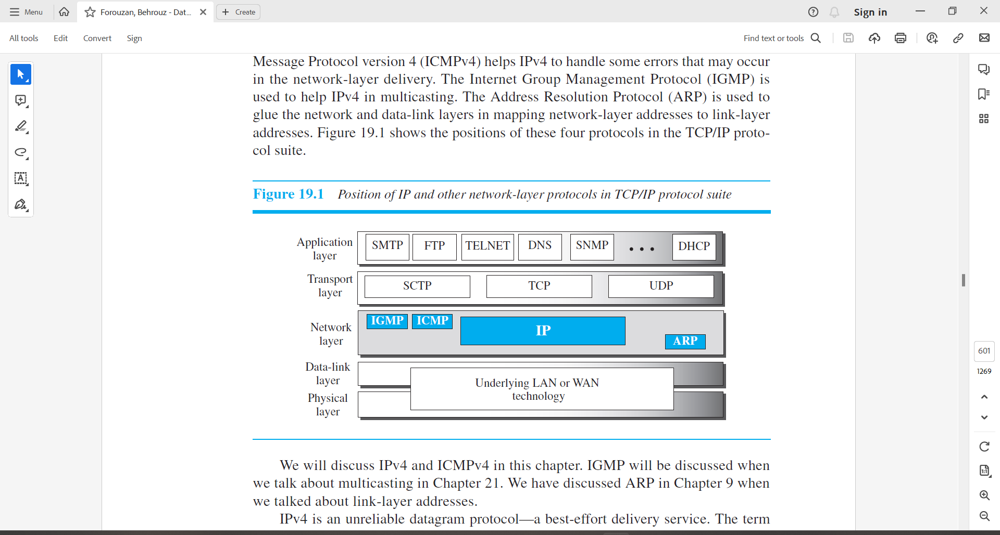 Menu
Forouzan, Behrouz - Dat...
Create
Sign in
All tools
Edit
Convert
Sign
Find text or tools
Message Protocol version 4 (ICMPv4) helps IPv4 to handle some errors that may occur
in the network-layer delivery. The Internet Group Management Protocol (IGMP) is
used to help IPv4 in multicasting. The Address Resolution Protocol (ARP) is used to
glue the network and data-link layers in mapping network-layer addresses to link-layer
addresses. Figure 19.1 shows the positions of these four protocols in the TCP/IP proto-
col suite.
Figure 19.1 Position of IP and other network-layer protocols in TCP/IP protocol suite
Application
layer
SMTP
FTP
TELNET
DNS
SNMP
• • •
DHCP
Transport
layer
SCTP
TCP
UDP
Network
layer
IGMP
ICMP
IP
ARP
Data-link
layer
Physical
layer
Underlying LAN or WAN
technology
We will discuss IPv4 and ICMPv4 in this chapter. IGMP will be discussed when
we talk about multicasting in Chapter 21. We have discussed ARP in Chapter 9 when
we talked about link-layer addresses.
IPv4 is an unreliable datagram protocol—a best-effort delivery service. The term
601
1269
1:1